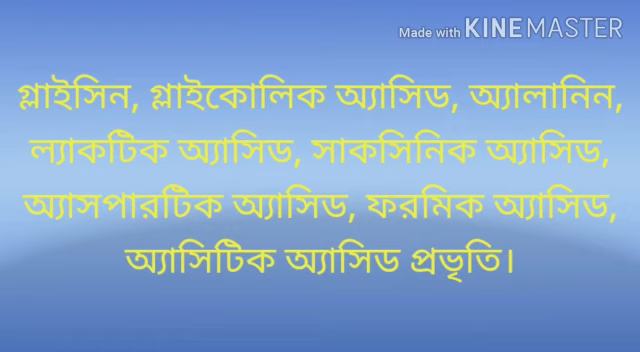 Made with KINEMASTER
গ্লাইসিন, গ্লাইকোলিক অ্যাসিড, অ্যালানিন,
ল্যাকটিক অ্যাসিড, সাকসিনিক অ্যাসিড,
অ্যাসপারটিক অ্যাসিড, ফরমিক অ্যাসিড,
অ্যাসিটিক অ্যাসিড প্রভৃতি।